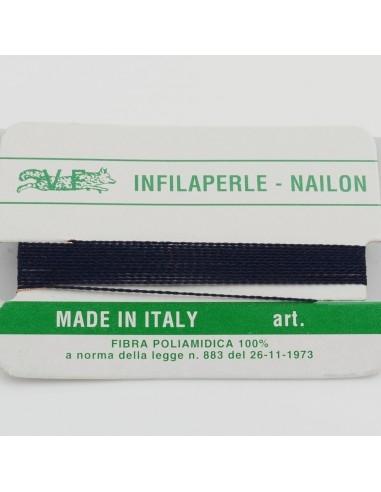 VF
INFILAPERLE - NAILON
MADE IN ITALY art.
FIBRA POLIAMIDICA 100%
a norma della legge n. 883 del 26-11-1973